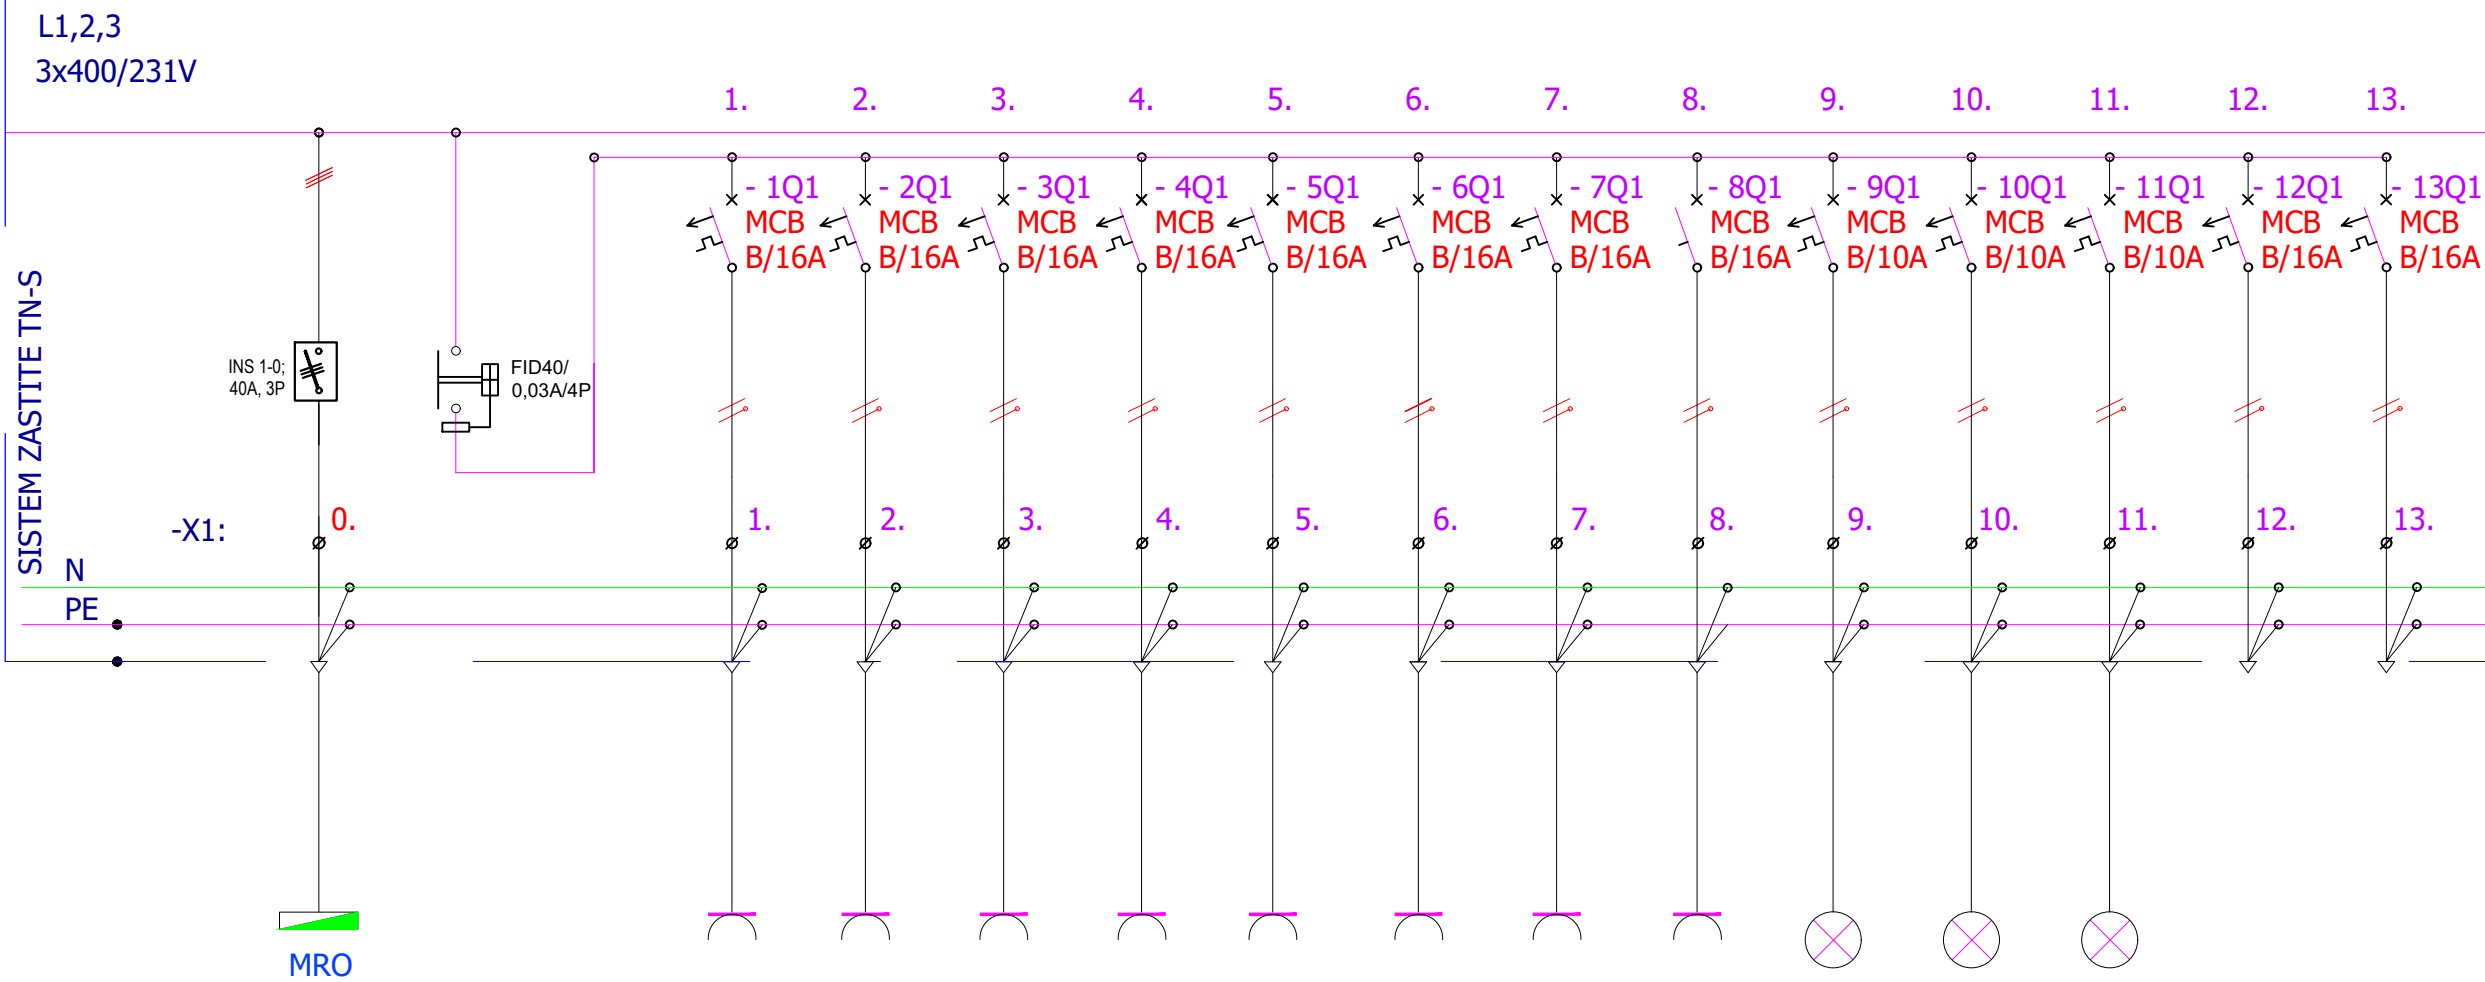 L1,2,3
3x400/231V
1. 2. 3. 4. 5. 6. 7. 8. 9. 10. 11. 12. 13.
- 1Q1 - 2Q1 - 3Q1 - 4Q1 - 5Q1 - 6Q1 - 7Q1 - 8Q1 - 9Q1 - 10Q1 - 11Q1 - 12Q1 - 13Q1
MCB MCB MCB MCB MCB MCB MCB MCB MCB MCB MCB MCB MCB
B/16A B/16A B/16A B/16A B/16A B/16A B/16A B/16A B/10A B/10A B/10A B/16A B/16A
SISTEM ZASTITE TN-S
INS 1-0;
40A, 3P
FID40/
0,03A/4P
-X1: 0. 1. 2. 3. 4. 5. 6. 7. 8. 9. 10. 11. 12. 13.
N
PE
MRO